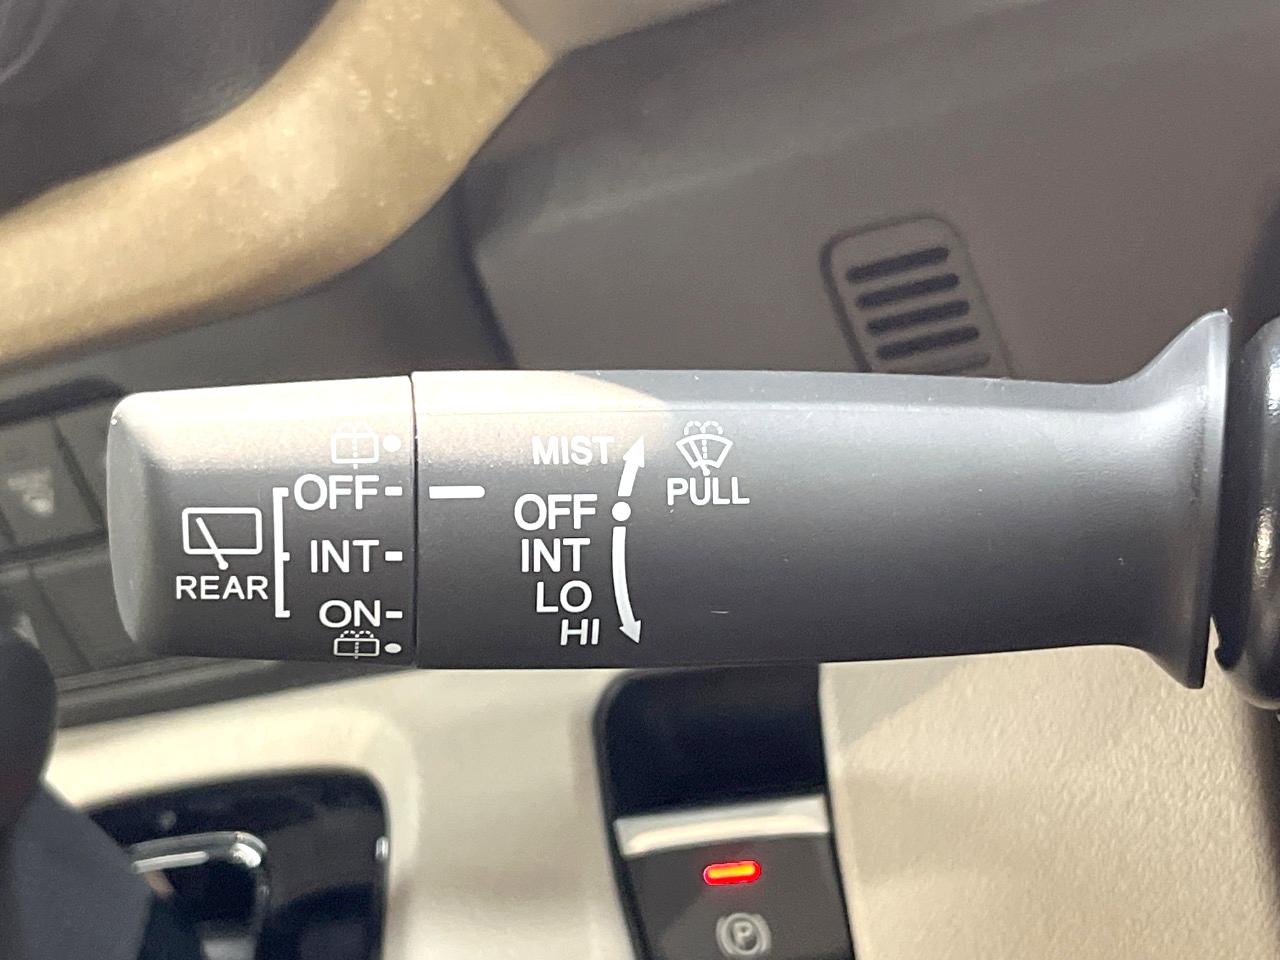 MIST
OFF
INT
LO
HI
PULL
REAR
OFF
INT
ON
P